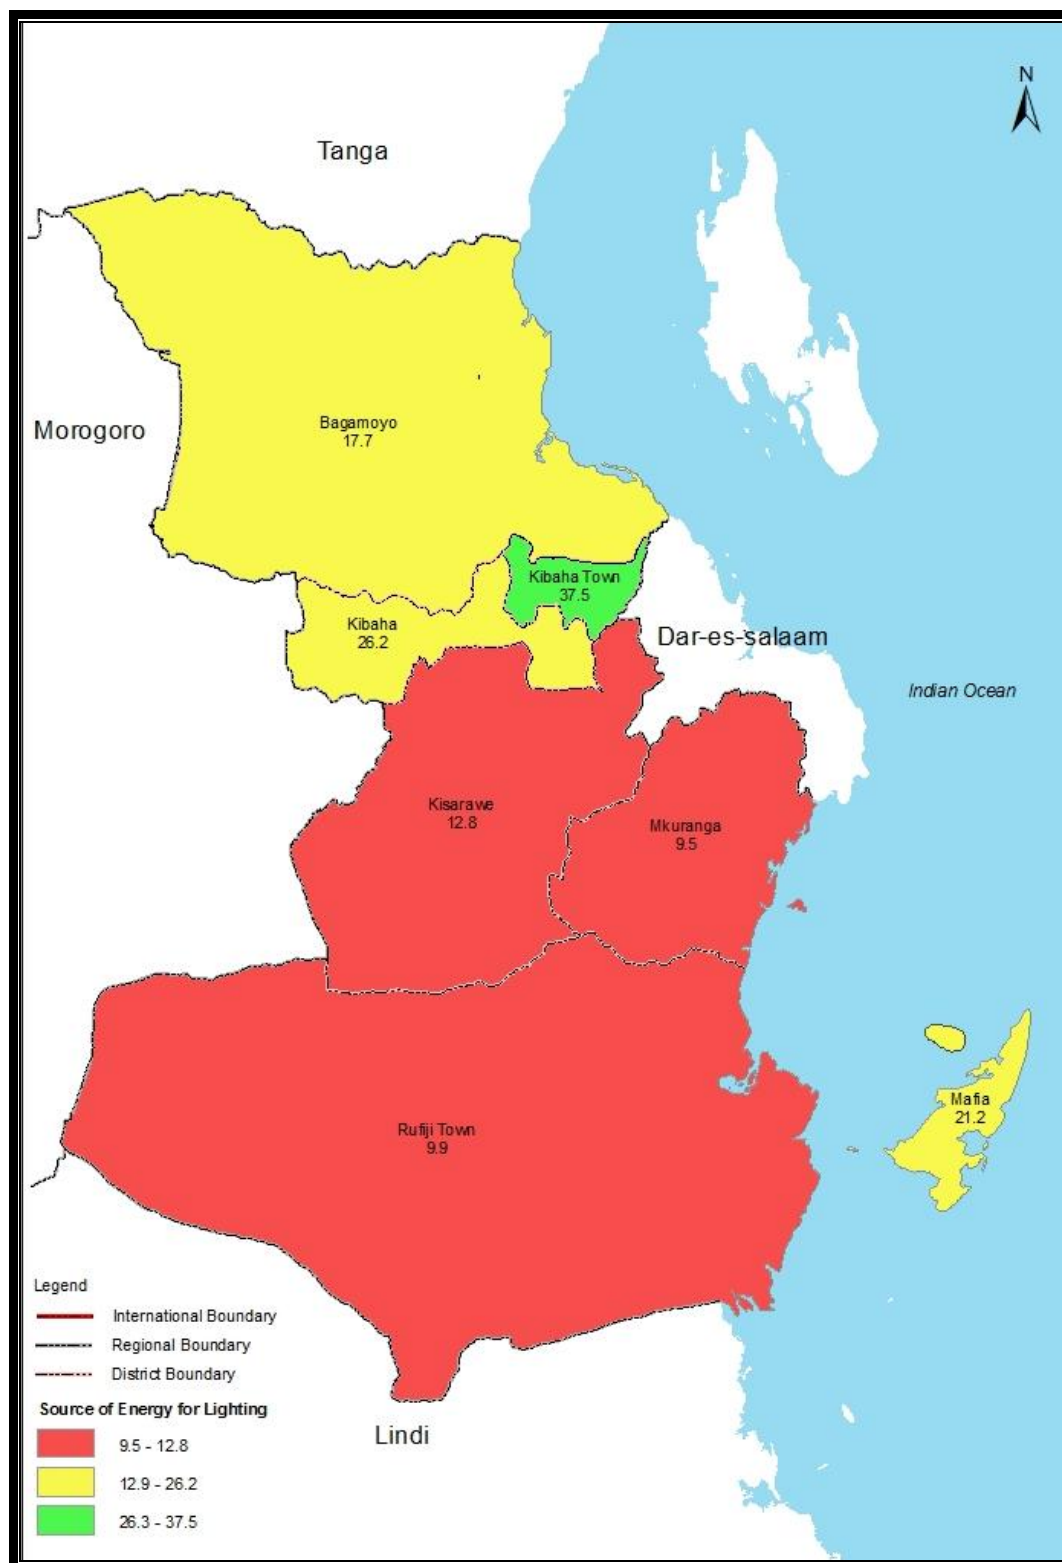 N
Tanga
Bagamoyo
17.7
Morogoro
Kibaha Town
37.5
Kibaha
26.2
Dar-es-salaam
Indian Ocean
Kisarawe
12.8
Mkuranga
9.5
Mafia
21.2
Rufiji Town
9.9
Legend
International Boundary
Regional Boundary
District Boundary
Source of Energy for Lighting
9.5 - 12.8
12.9 - 26.2
26.3 - 37.5
Lindi